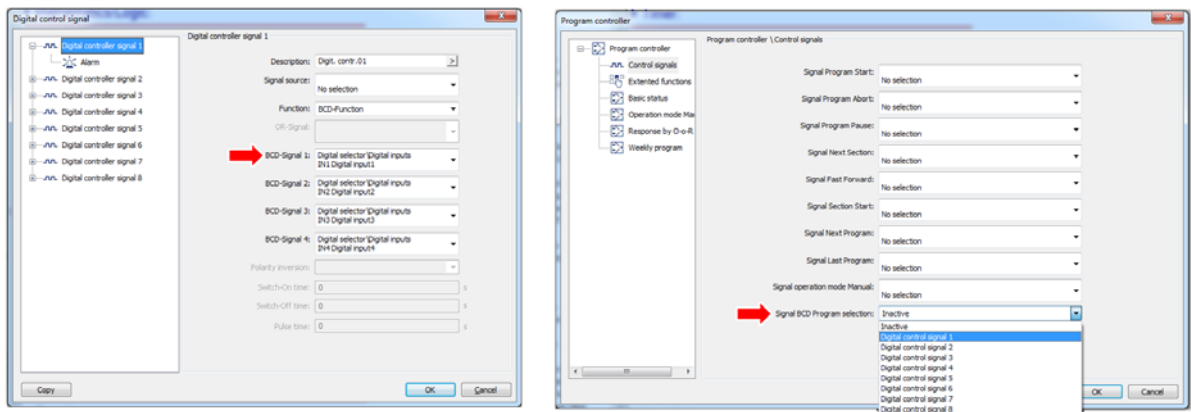 Digital control signal
Digital controller signal 1
Alarm
Digital controller signal 2
Digital controller signal 3
Digital controller signal 4
Digital controller signal 5
Digital controller signal 6
Digital controller signal 7
Digital controller signal 8
Digital controller signal 1
Description: Digit. contr.01 >
Signal source:
No selection
Function: BCD-Function
OR-Signal:
BCD-Signal 1: Digital selector\Digital inputs
IN1 Digital input1
BCD-Signal 2: Digital selector\Digital inputs
IN2 Digital input2
BCD-Signal 3: Digital selector\Digital inputs
IN3 Digital input3
BCD-Signal 4: Digital selector\Digital inputs
IN4 Digital input4
Polarity inversion:
Switch-On time: 0 s
Switch-Off time: 0 s
Pulse time: 0 s
Copy
OK
Cancel
Program controller
Program controller
Control signals
Extented functions
Basic status
Operation mode Ma
Response by O-o-R
Weekly program
Program controller \ Control signals
Signal Program Start:
No selection
Signal Program Abort:
No selection
Signal Program Pause:
No selection
Signal Next Section:
No selection
Signal Fast Forward:
No selection
Signal Section Start:
No selection
Signal Next Program:
No selection
Signal Last Program:
No selection
Signal operation mode Manual:
No selection
Signal BCD Program selection: Inactive
Inactive
Digital control signal 1
Digital control signal 2
Digital control signal 3
Digital control signal 4
Digital control signal 5
Digital control signal 6
Digital control signal 7
Digital control signal 8
OK
Cancel